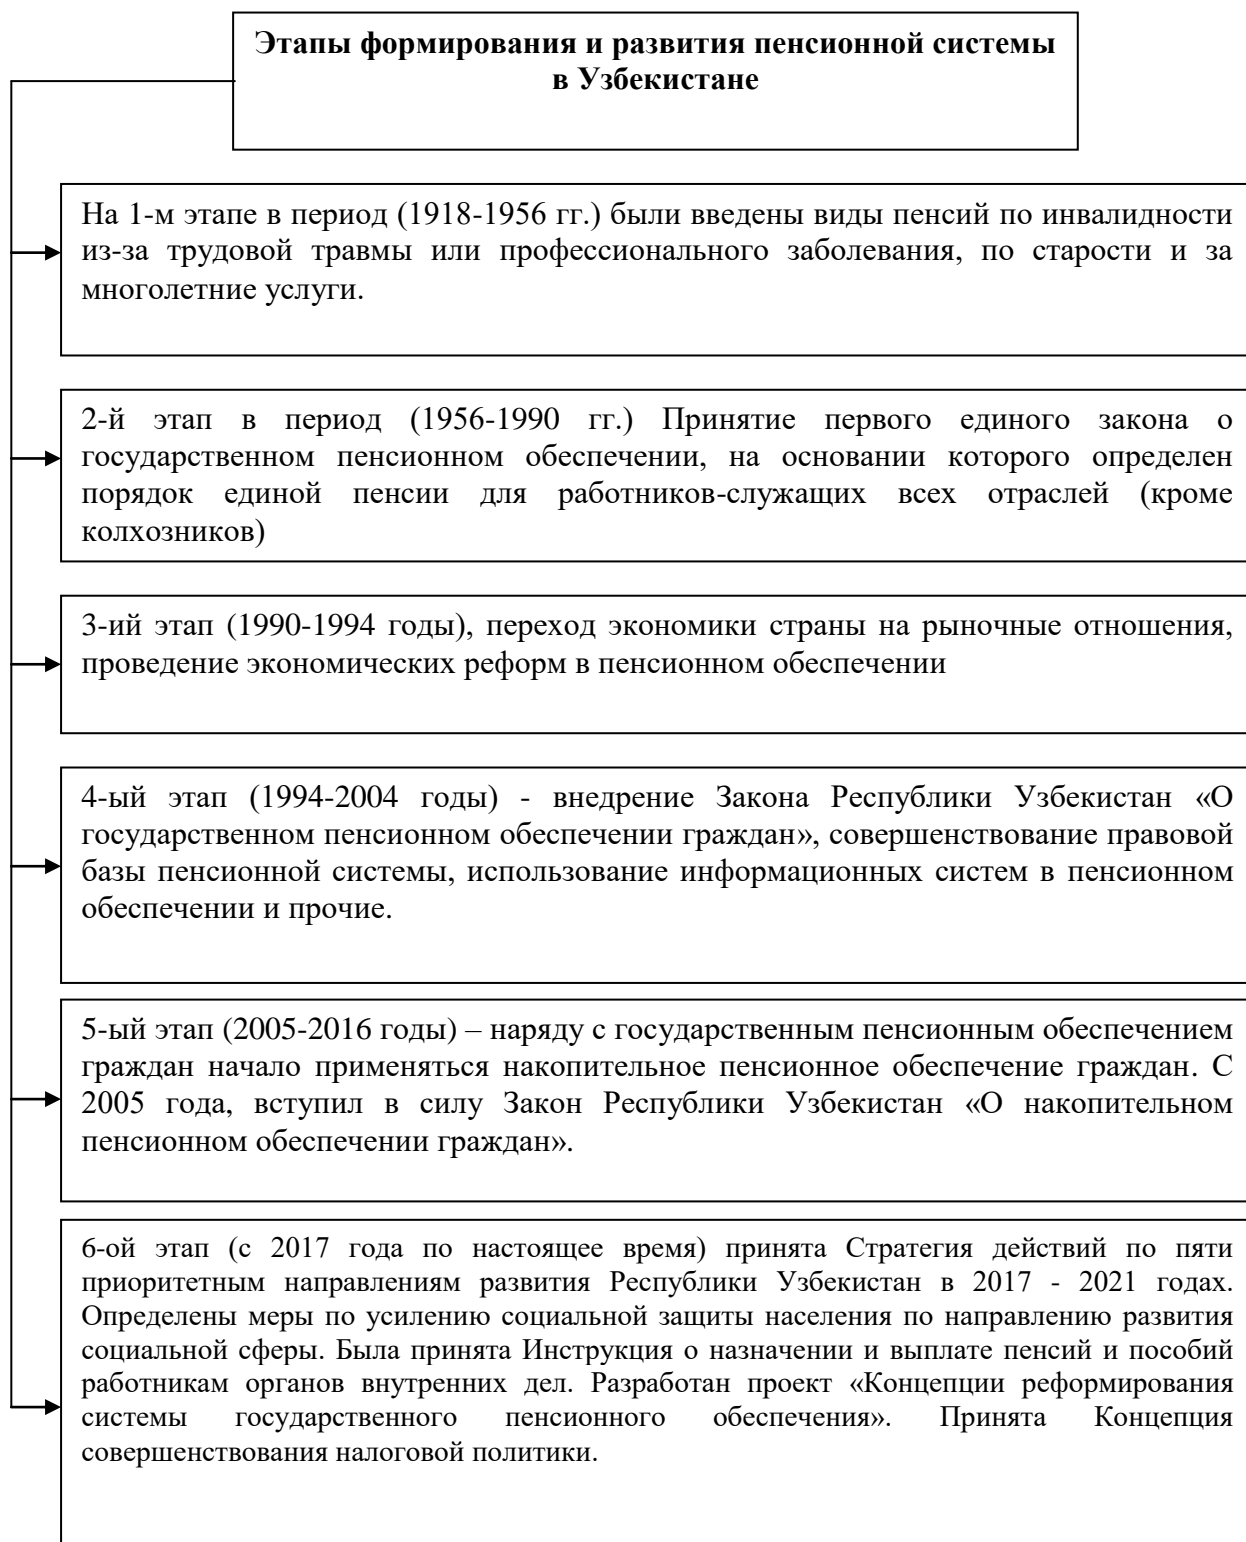 Этапы формирования и развития пенсионной системы
в Узбекистане
На 1-м этапе в период (1918-1956 гг.) были введены виды пенсий по инвалидности
из-за трудовой травмы или профессионального заболевания, по старости и за
многолетние услуги.
2-й этап в период (1956-1990 гг.) Принятие первого единого закона о
государственном пенсионном обеспечении, на основании которого определен
порядок единой пенсии для работников-служащих всех отраслей (кроме
колхозников)
3-ий этап (1990-1994 годы), переход экономики страны на рыночные отношения,
проведение экономических реформ в пенсионном обеспечении
4-ый этап (1994-2004 годы) - внедрение Закона Республики Узбекистан «О
государственном пенсионном обеспечении граждан», совершенствование правовой
базы пенсионной системы, использование информационных систем в пенсионном
обеспечении и прочие.
5-ый этап (2005-2016 годы) – наряду с государственным пенсионным обеспечением
граждан начало применяться накопительное пенсионное обеспечение граждан. С
2005 года, вступил в силу Закон Республики Узбекистан «О накопительном
пенсионном обеспечении граждан».
6-ой этап (с 2017 года по настоящее время) принята Стратегия действий по пяти
приоритетным направлениям развития Республики Узбекистан в 2017 - 2021 годах.
Определены меры по усилению социальной защиты населения по направлению развития
социальной сферы. Была принята Инструкция о назначении и выплате пенсий и пособий
работникам органов внутренних дел. Разработан проект «Концепции реформирования
системы государственного пенсионного обеспечения». Принята Концепция
совершенствования налоговой политики.